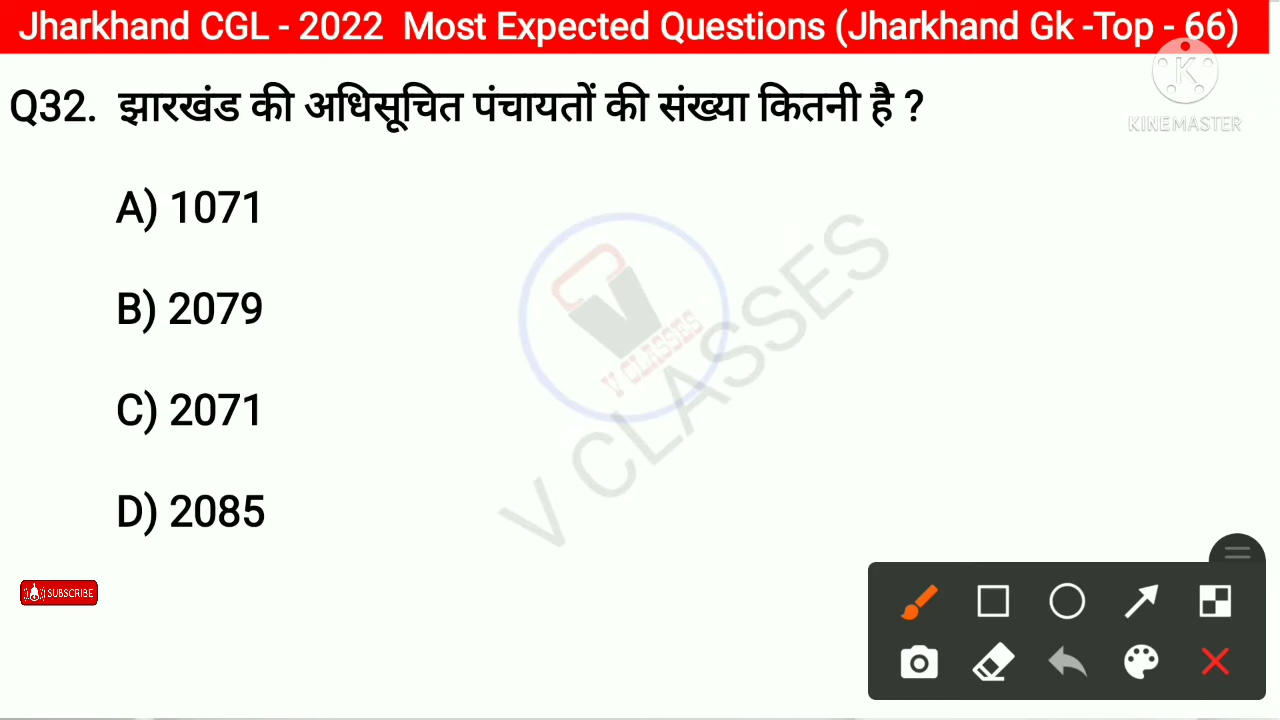 Jharkhand CGL - 2022 Most Expected Questions (Jharkhand Gk -Top - 66)
K
KINEMASTER
Q32. झारखंड की अधिसूचित पंचायतों की संख्या कितनी है ?
A) 1071
B) 2079
C) 2071
D) 2085
V CLASSES
V CLASSES
SUBSCRIBE